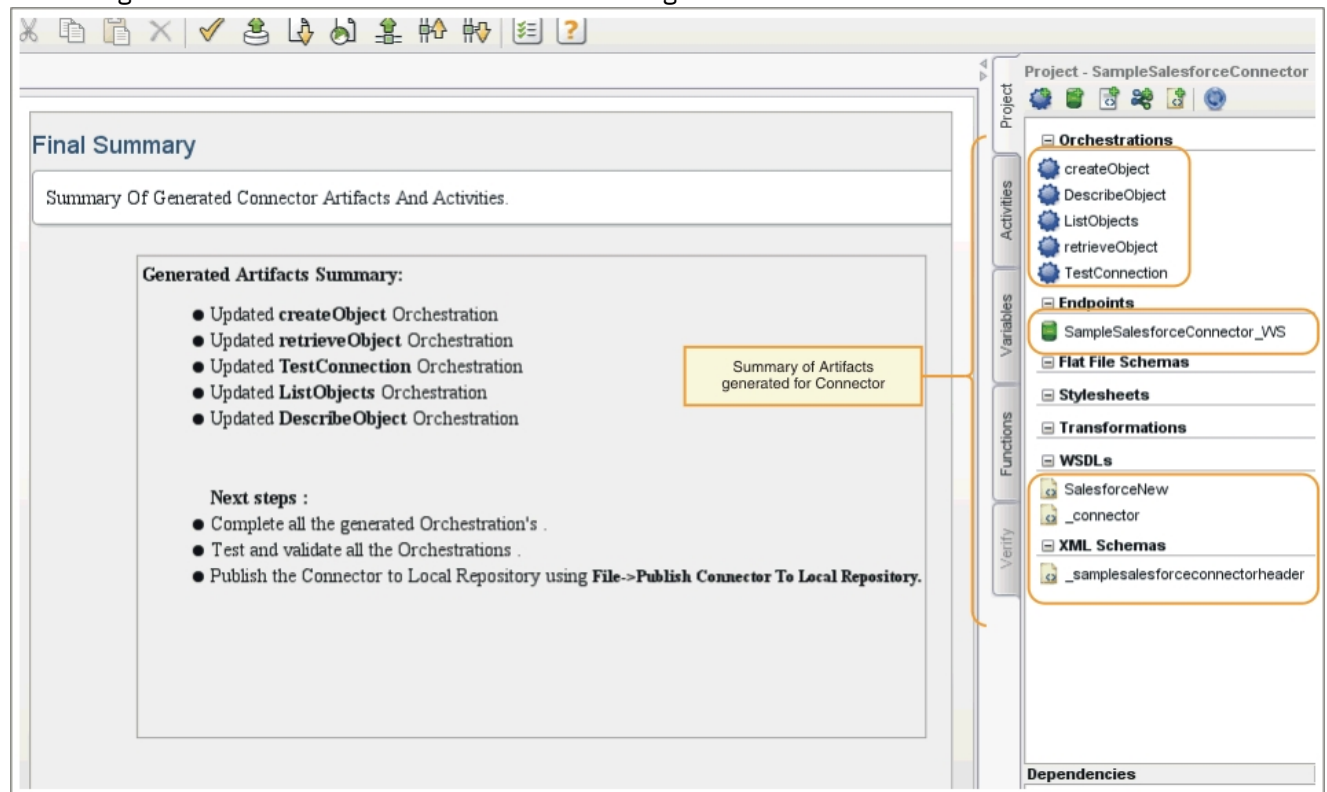 Project - SampleSalesforceConnector
Project
Activities
Variables
Functions
Verify
Final Summary
Summary Of Generated Connector Artifacts And Activities.
Generated Artifacts Summary:
● Updated createObject Orchestration
● Updated retrieveObject Orchestration
● Updated TestConnection Orchestration
● Updated ListObjects Orchestration
● Updated DescribeObject Orchestration
Next steps :
● Complete all the generated Orchestration's .
● Test and validate all the Orchestrations .
● Publish the Connector to Local Repository using File->Publish Connector To Local Repository.
Summary of Artifacts
generated for Connector
Orchestrations
createObject
DescribeObject
ListObjects
retrieveObject
TestConnection
Endpoints
SampleSalesforceConnector_WS
Flat File Schemas
Stylesheets
Transformations
WSDLs
SalesforceNew
_connector
XML Schemas
_samplesalesforceconnectorheader
Dependencies